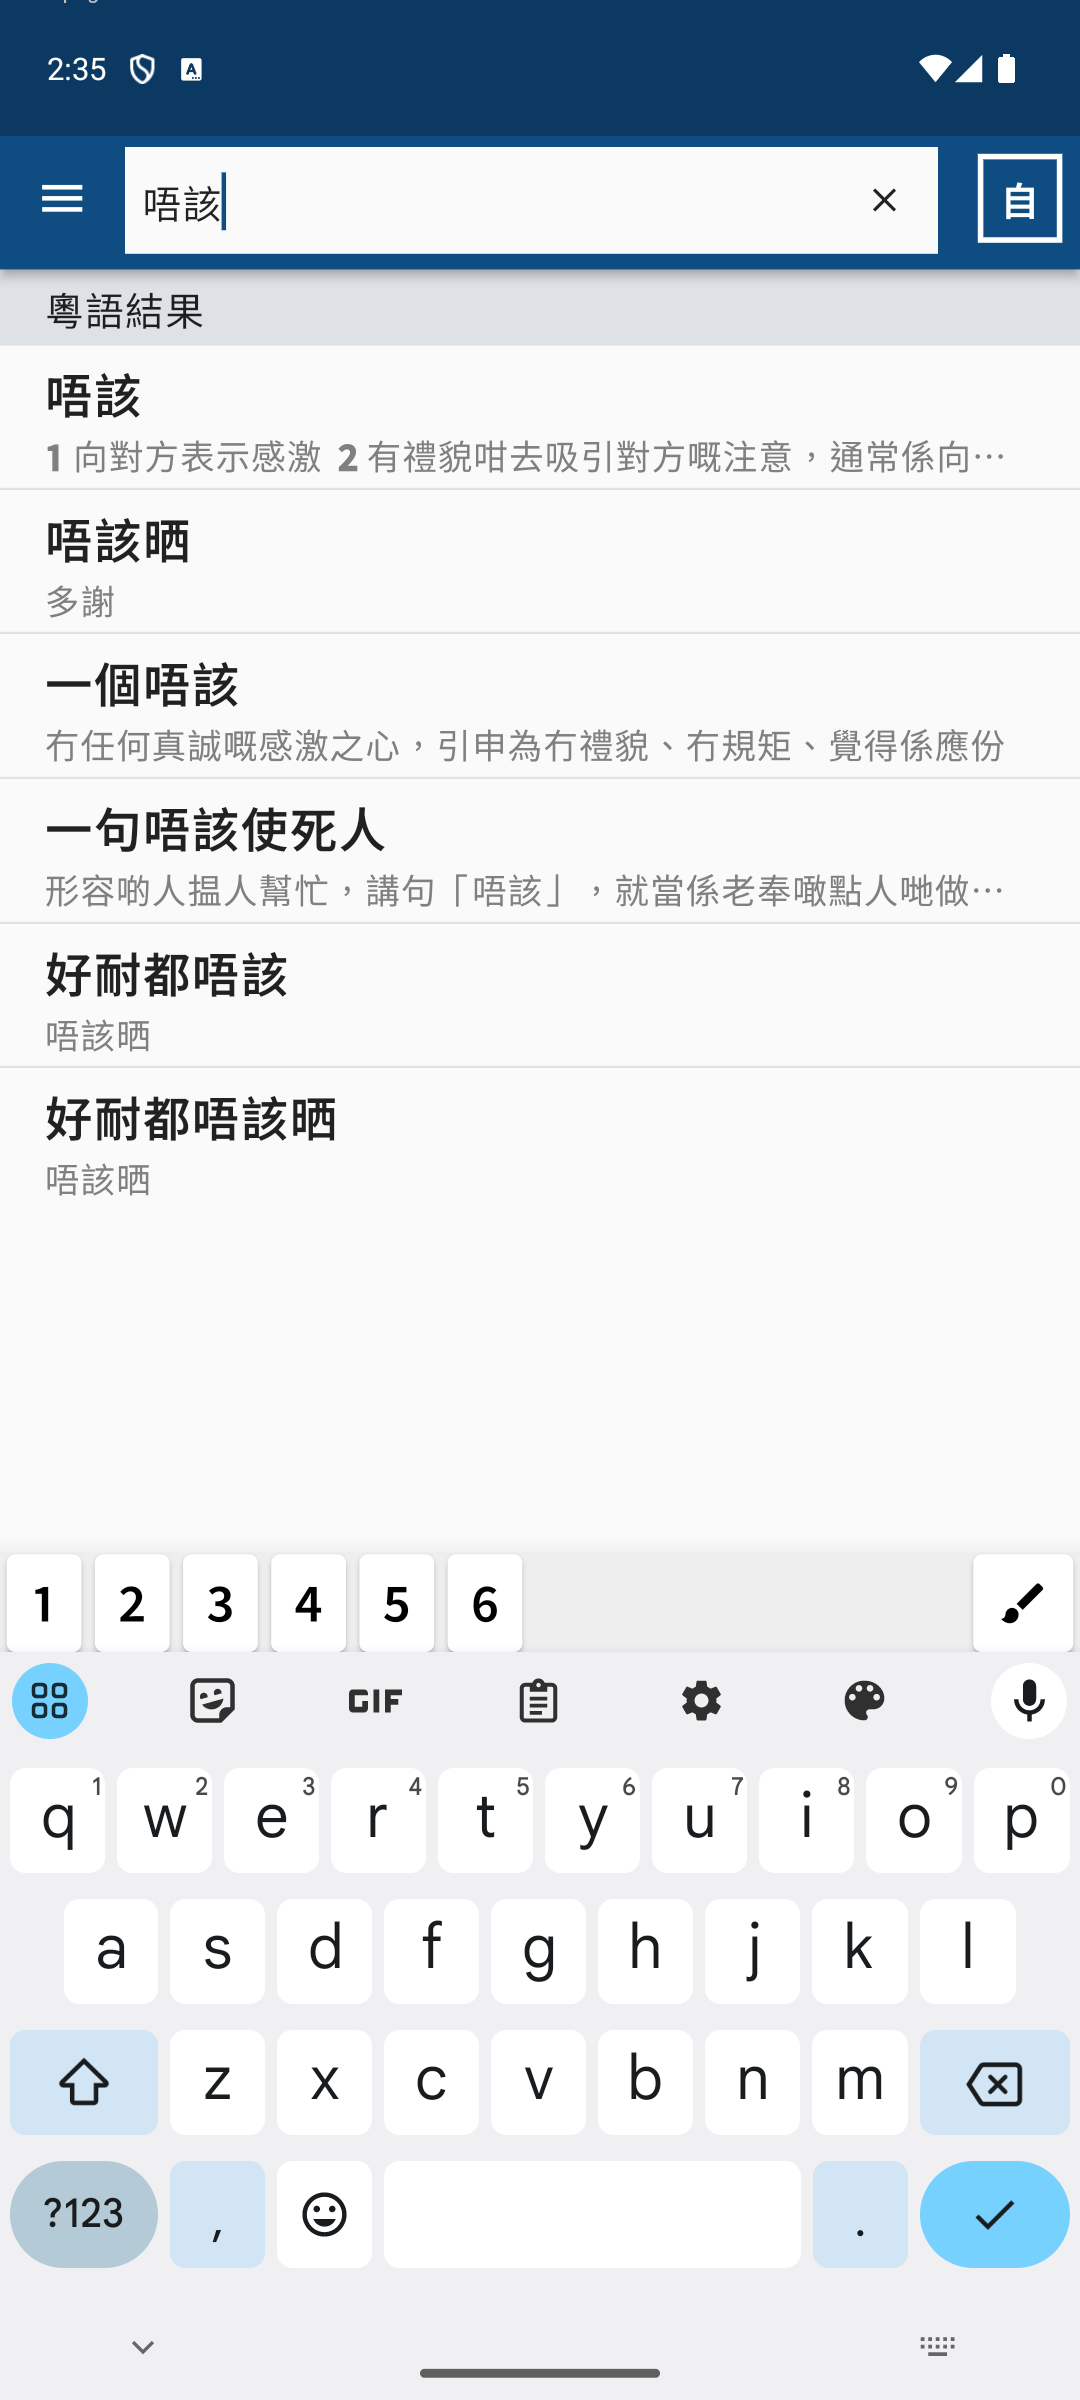 2:35
唔該
自
粵語結果
唔該
1 向對方表示感激 2 有禮貌咁去吸引對方嘅注意，通常係向…
唔該晒
多謝
一個唔該
冇任何真誠嘅感激之心，引申為冇禮貌、冇規矩、覺得係應份
一句唔該使死人
形容啲人搵人幫忙，講句「唔該」，就當係老奉噉點人哋做…
好耐都唔該
唔該晒
好耐都唔該晒
唔該晒
1 2 3 4 5 6
GIF
q 1 w 2 e 3 r 4 t 5 y 6 u 7 i 8 o 9 p 0
a s d f g h j k l
z x c v b n m
?123 , .